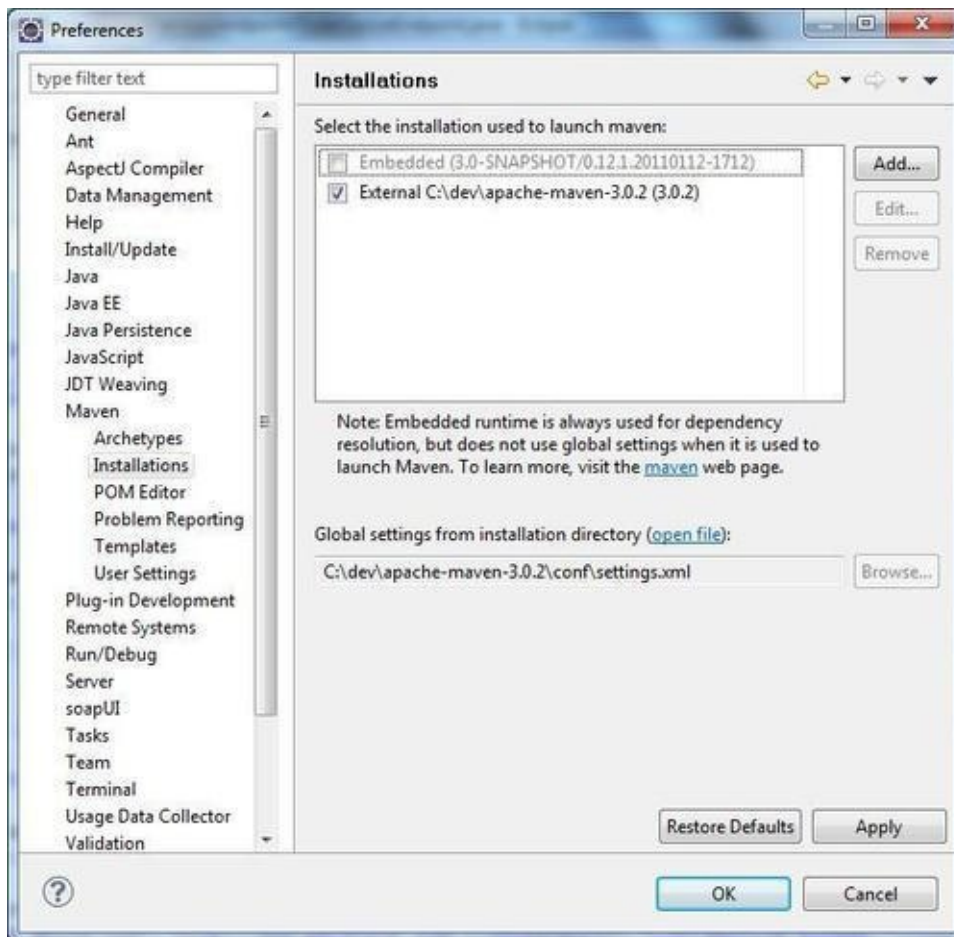 Preferences
type filter text
General
Ant
AspectJ Compiler
Data Management
Help
Install/Update
Java
Java EE
Java Persistence
JavaScript
JDT Weaving
Maven
Archetypes
Installations
POM Editor
Problem Reporting
Templates
User Settings
Plug-in Development
Remote Systems
Run/Debug
Server
soapUI
Tasks
Team
Terminal
Usage Data Collector
Validation
Installations
Select the installation used to launch maven:
Embedded (3.0-SNAPSHOT/0.12.1.20110112-1712)
External C:\dev\apache-maven-3.0.2 (3.0.2)
Add...
Edit...
Remove
Note: Embedded runtime is always used for dependency
resolution, but does not use global settings when it is used to
launch Maven. To learn more, visit the maven web page.
Global settings from installation directory (open file):
C:\dev\apache-maven-3.0.2\conf\settings.xml
Browse...
Restore Defaults
Apply
?
OK
Cancel